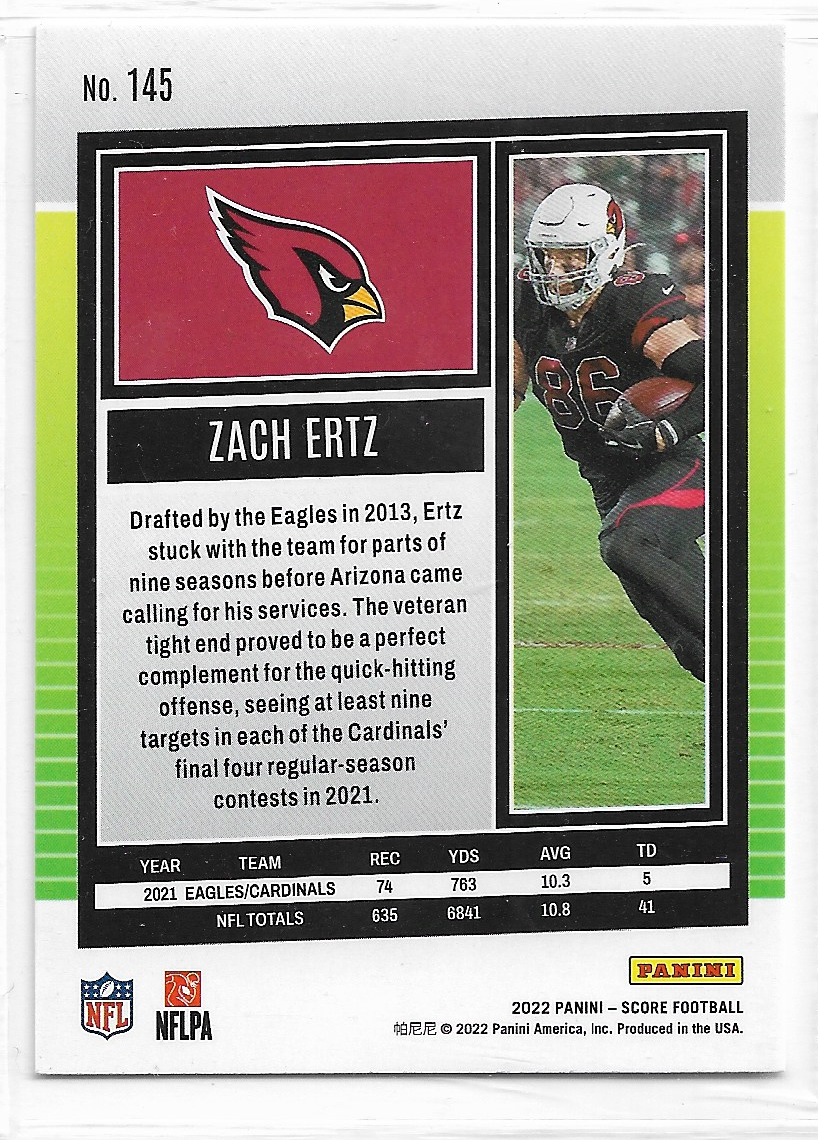 No. 145
86
86
ZACH ERTZ
Drafted by the Eagles in 2013, Ertz
stuck with the team for parts of
nine seasons before Arizona came
calling for his services. The veteran
tight end proved to be a perfect
complement for the quick-hitting
offense, seeing at least nine
targets in each of the Cardinals'
final four regular-season
contests in 2021.
YEAR TEAM REC YDS AVG TD
2021 EAGLES/CARDINALS 74 763 10.3 5
NFL TOTALS 635 6841 10.8 41
PANINI
NFL
NFLPA
2022 PANINI – SCORE FOOTBALL
帕尼尼 © 2022 Panini America, Inc. Produced in the USA.